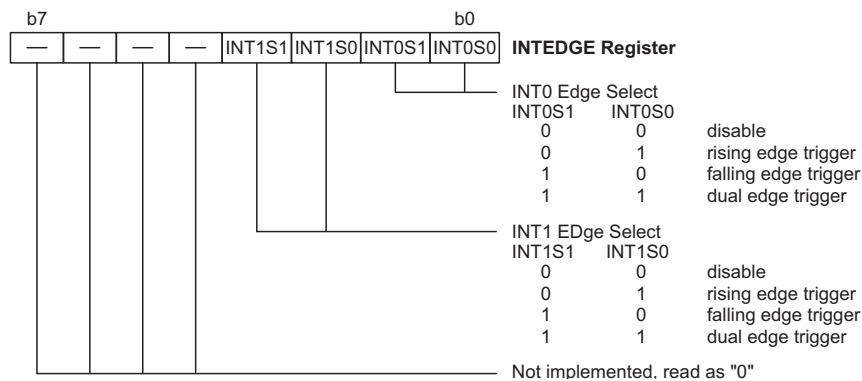 b7 b0
— — — — INT1S1 INT1S0 INT0S1 INT0S0 INTEDGE Register
INT0 Edge Select
INT0S1 INT0S0
0 0 disable
0 1 rising edge trigger
1 0 falling edge trigger
1 1 dual edge trigger
INT1 EDge Select
INT1S1 INT1S0
0 0 disable
0 1 rising edge trigger
1 0 falling edge trigger
1 1 dual edge trigger
Not implemented, read as "0"